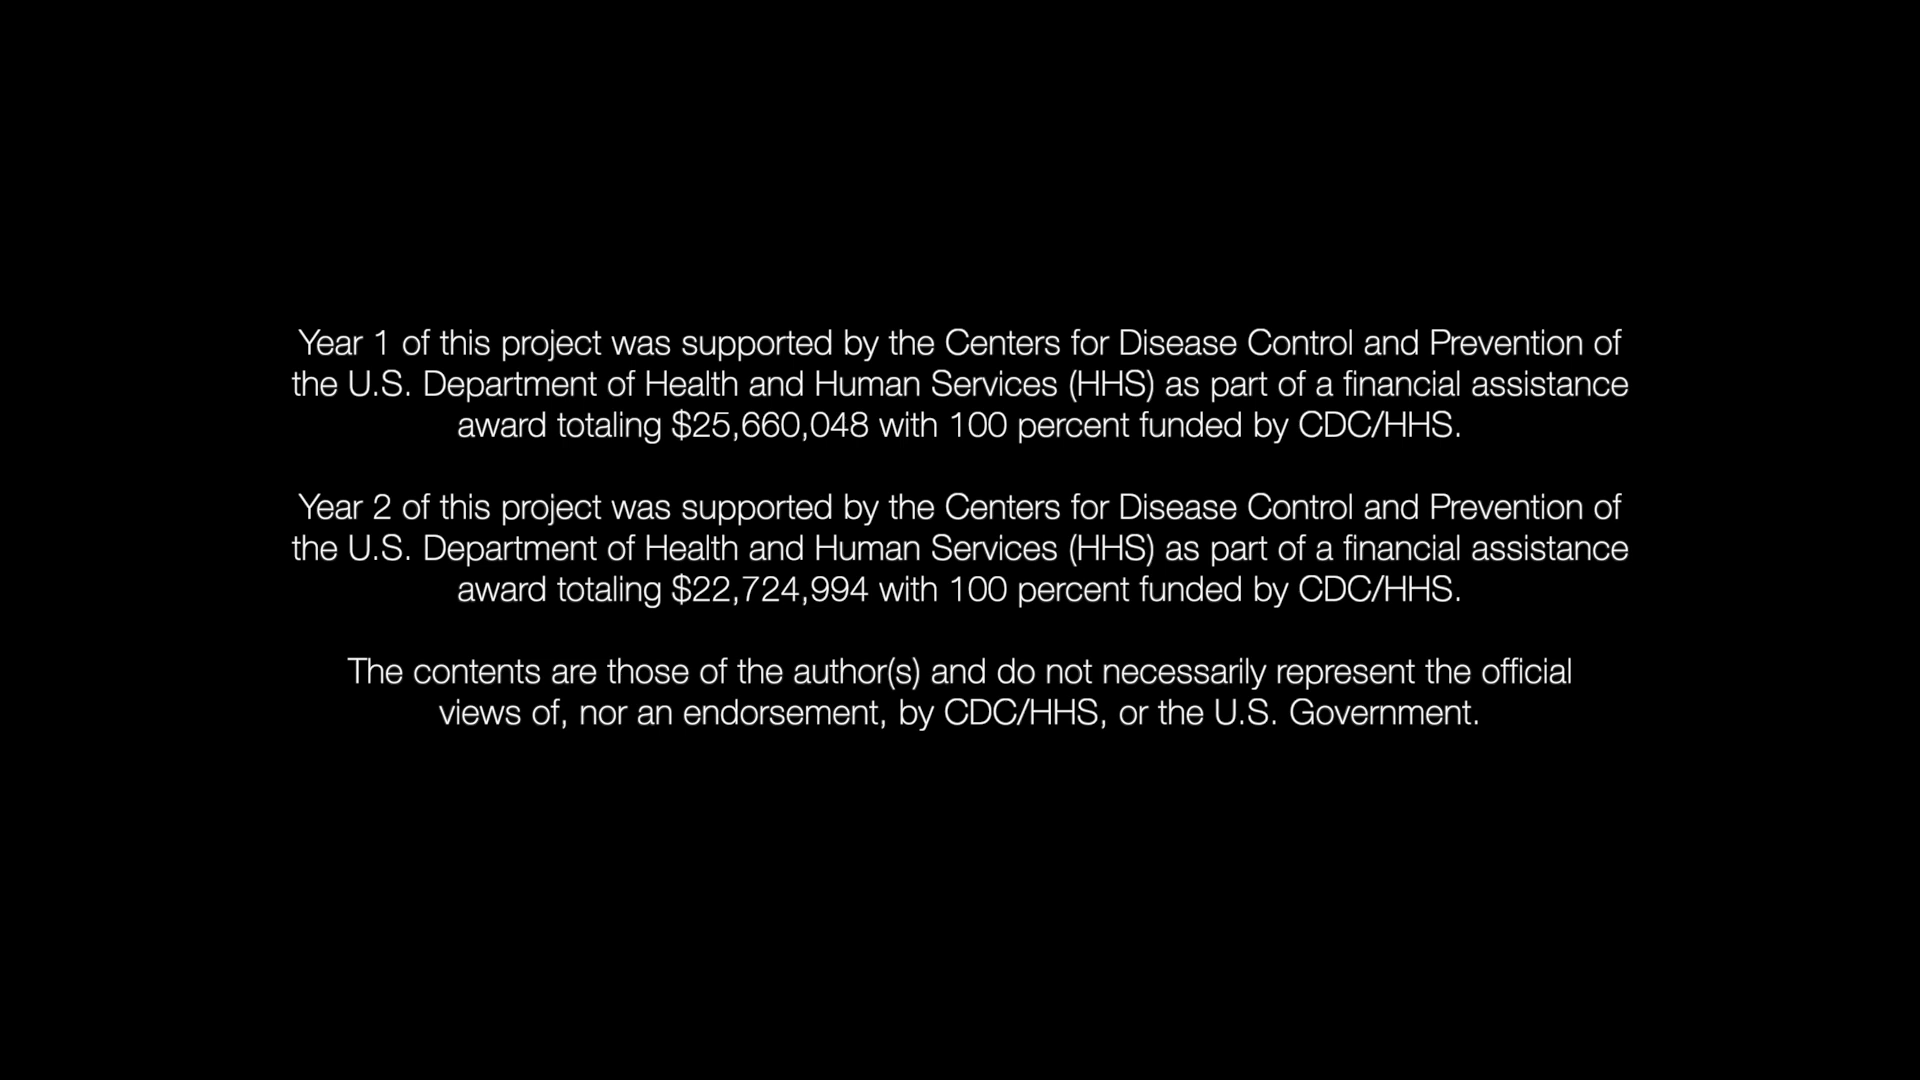 Year 1 of this project was supported by the Centers for Disease Control and Prevention of
the U.S. Department of Health and Human Services (HHS) as part of a financial assistance
award totaling $25,660,048 with 100 percent funded by CDC/HHS.
Year 2 of this project was supported by the Centers for Disease Control and Prevention of
the U.S. Department of Health and Human Services (HHS) as part of a financial assistance
award totaling $22,724,994 with 100 percent funded by CDC/HHS.
The contents are those of the author(s) and do not necessarily represent the official
views of, nor an endorsement, by CDC/HHS, or the U.S. Government.